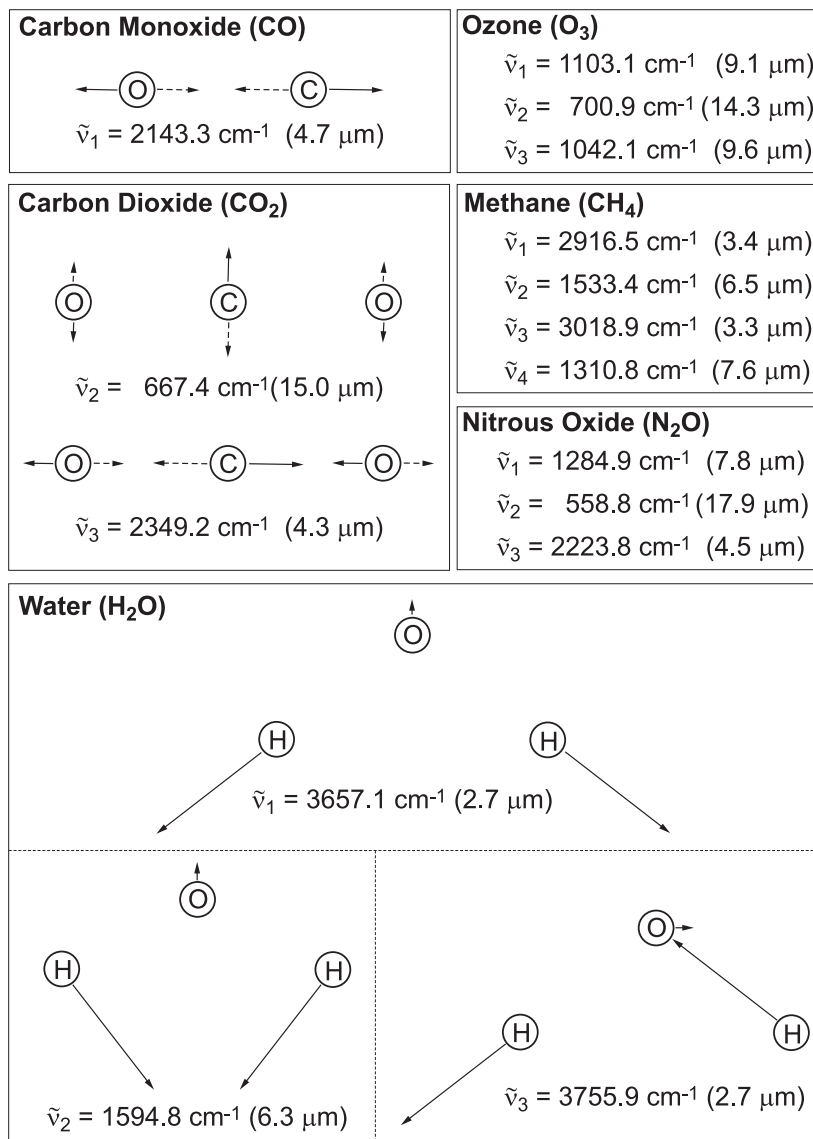 Carbon Monoxide (CO)
O C
ν̃₁ = 2143.3 cm⁻¹ (4.7 μm)
Ozone (O₃)
ν̃₁ = 1103.1 cm⁻¹ (9.1 μm)
ν̃₂ = 700.9 cm⁻¹ (14.3 μm)
ν̃₃ = 1042.1 cm⁻¹ (9.6 μm)
Carbon Dioxide (CO₂)
O C O
ν̃₂ = 667.4 cm⁻¹ (15.0 μm)
O C O
ν̃₃ = 2349.2 cm⁻¹ (4.3 μm)
Methane (CH₄)
ν̃₁ = 2916.5 cm⁻¹ (3.4 μm)
ν̃₂ = 1533.4 cm⁻¹ (6.5 μm)
ν̃₃ = 3018.9 cm⁻¹ (3.3 μm)
ν̃₄ = 1310.8 cm⁻¹ (7.6 μm)
Nitrous Oxide (N₂O)
ν̃₁ = 1284.9 cm⁻¹ (7.8 μm)
ν̃₂ = 558.8 cm⁻¹ (17.9 μm)
ν̃₃ = 2223.8 cm⁻¹ (4.5 μm)
Water (H₂O)
O
H H
ν̃₁ = 3657.1 cm⁻¹ (2.7 μm)
O
H H
ν̃₂ = 1594.8 cm⁻¹ (6.3 μm)
O
H H
ν̃₃ = 3755.9 cm⁻¹ (2.7 μm)